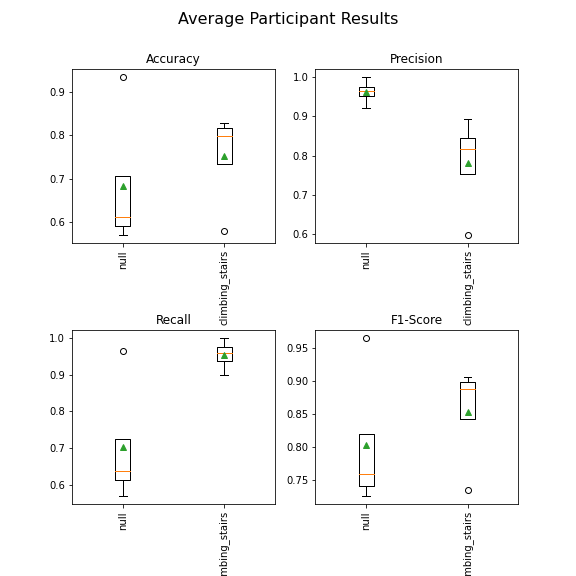 Average Participant Results
Accuracy
0.9
0.8
0.7
0.6
null
climbing_stairs
Precision
1.0
0.9
0.8
0.7
0.6
null
climbing_stairs
Recall
1.0
0.9
0.8
0.7
0.6
null
mbing_stairs
F1-Score
0.95
0.90
0.85
0.80
0.75
null
mbing_stairs